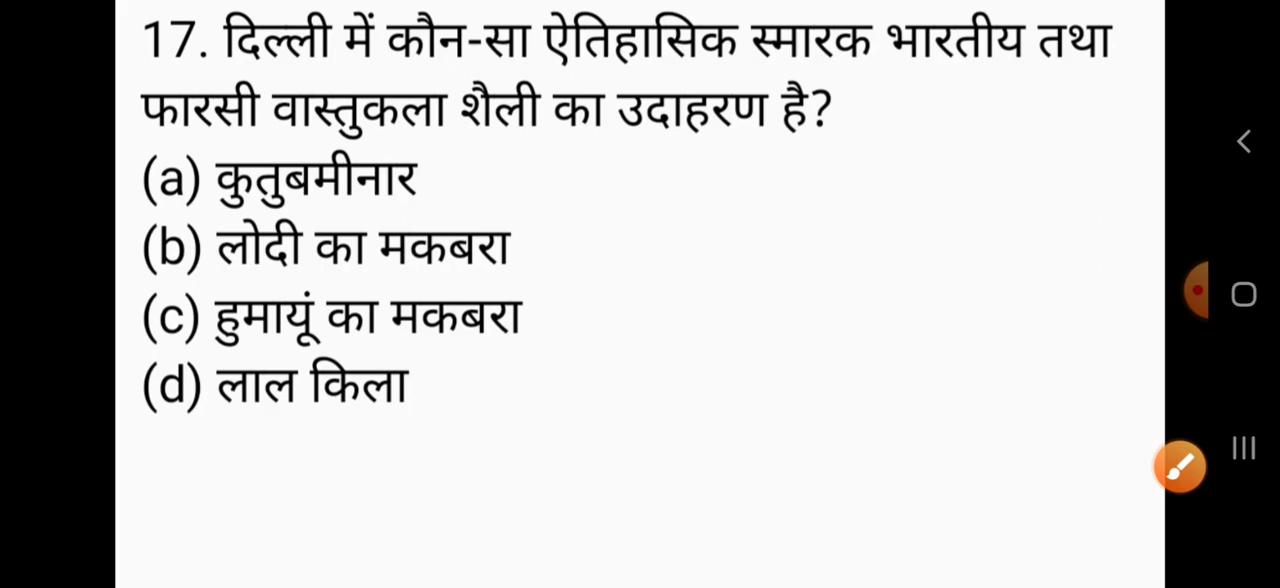 17. दिल्ली में कौन-सा ऐतिहासिक स्मारक भारतीय तथा
फारसी वास्तुकला शैली का उदाहरण है?
(a) कुतुबमीनार
(b) लोदी का मकबरा
(c) हुमायूं का मकबरा
(d) लाल किला